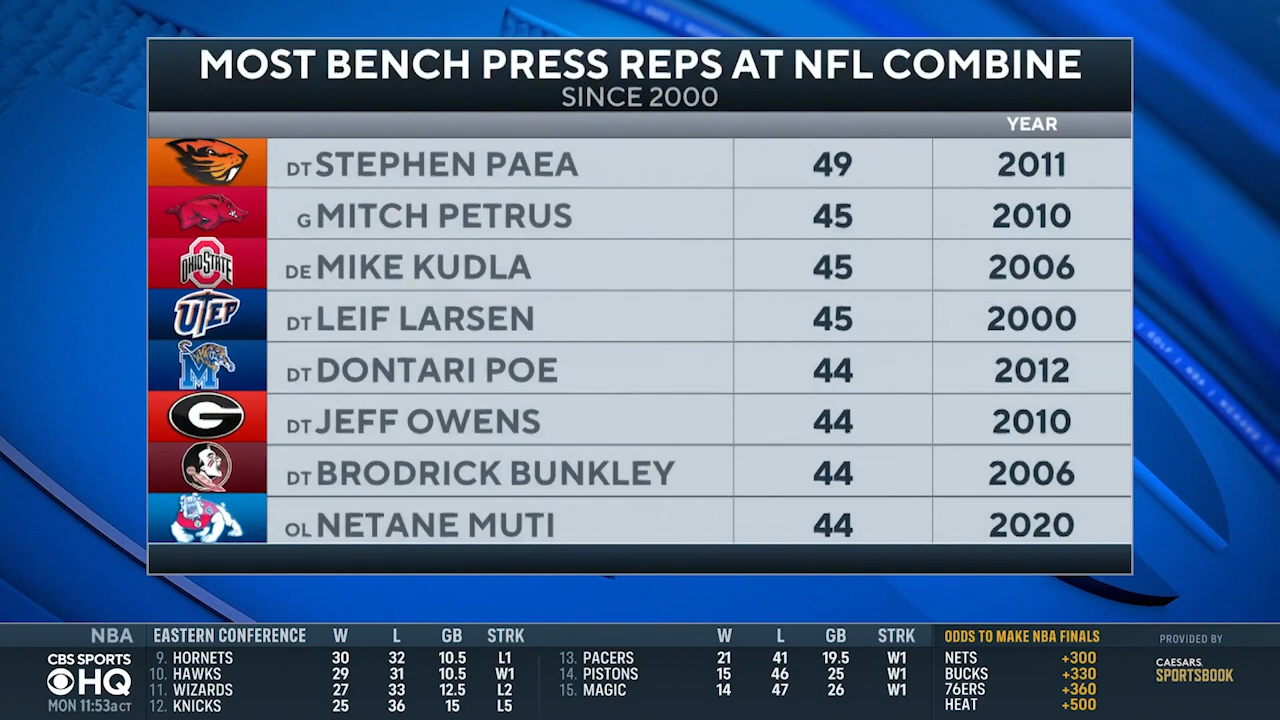 MOST BENCH PRESS REPS AT NFL COMBINE
SINCE 2000
YEAR
DT STEPHEN PAEA 49 2011
G MITCH PETRUS 45 2010
OHIO STATE DE MIKE KUDLA 45 2006
UTEP DT LEIF LARSEN 45 2000
M DT DONTARI POE 44 2012
G DT JEFF OWENS 44 2010
DT BRODRICK BUNKLEY 44 2006
OL NETANE MUTI 44 2020
GOLF | NBA |
NBA EASTERN CONFERENCE W L GB STRK W L GB STRK ODDS TO MAKE NBA FINALS PROVIDED BY
CBS SPORTS HQ
MON 11:53A CT
9. HORNETS 30 32 10.5 L1 13. PACERS 21 41 19.5 W1 NETS +300
10. HAWKS 29 31 10.5 W1 14. PISTONS 15 46 25 W1 BUCKS +330
11. WIZARDS 27 33 12.5 L2 15. MAGIC 14 47 26 W1 76ERS +360
12. KNICKS 25 36 15 L5 HEAT +500
CAESARS
SPORTSBOOK